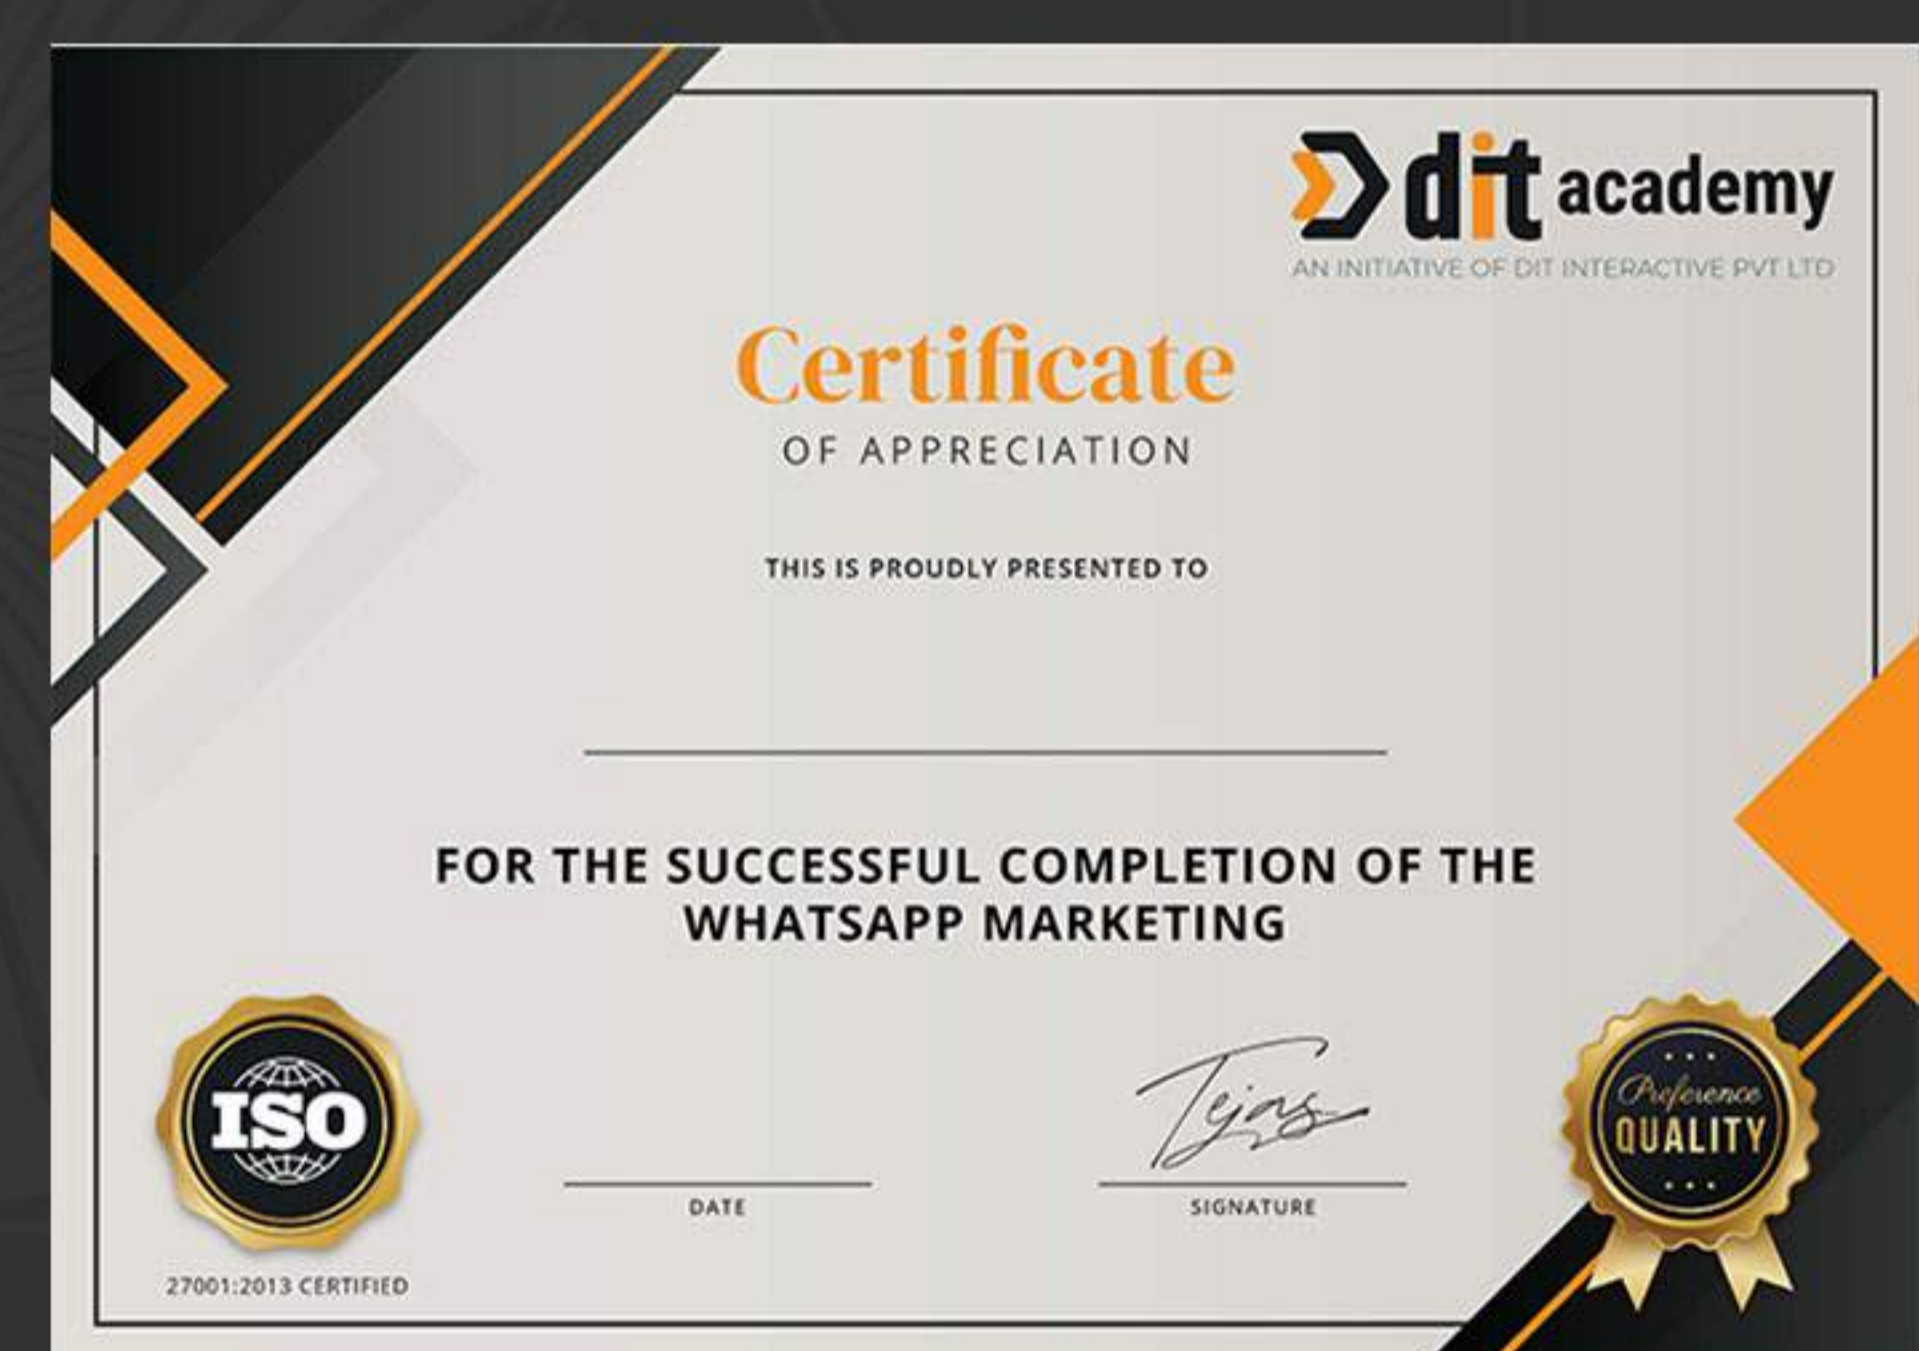 dit academy
AN INITIATIVE OF DIT INTERACTIVE PVT LTD
Certificate
OF APPRECIATION
THIS IS PROUDLY PRESENTED TO
FOR THE SUCCESSFUL COMPLETION OF THE
WHATSAPP MARKETING
ISO
27001:2013 CERTIFIED
DATE
Tejas
SIGNATURE
Preference
QUALITY